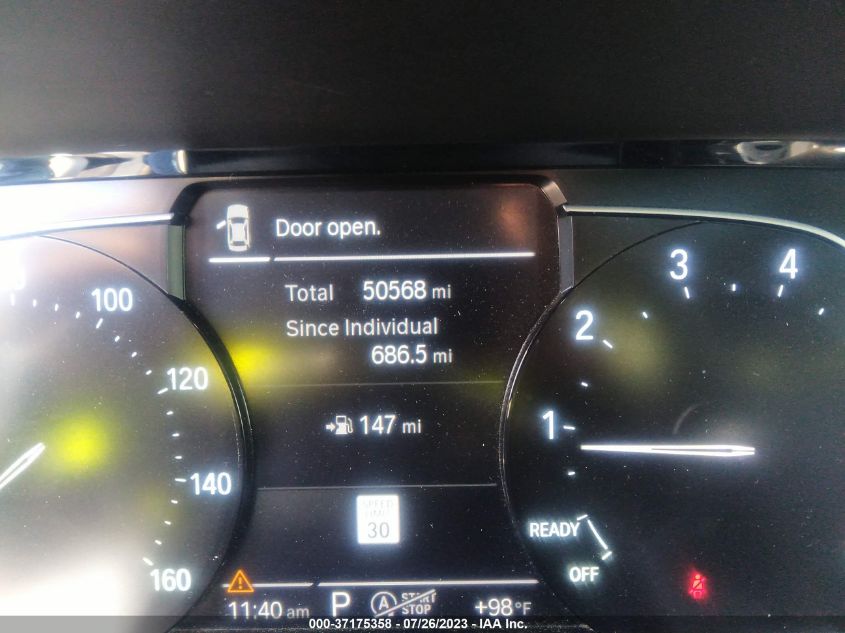 Door open.
Total 50568 mi
Since Individual
686.5 mi
147 mi
SPEED
LIMIT
30
100
120
140
160
1
2
3
4
READY
OFF
11:40 am P A START
STOP +98°F
000-37175358 - 07/26/2023 - IAA Inc.